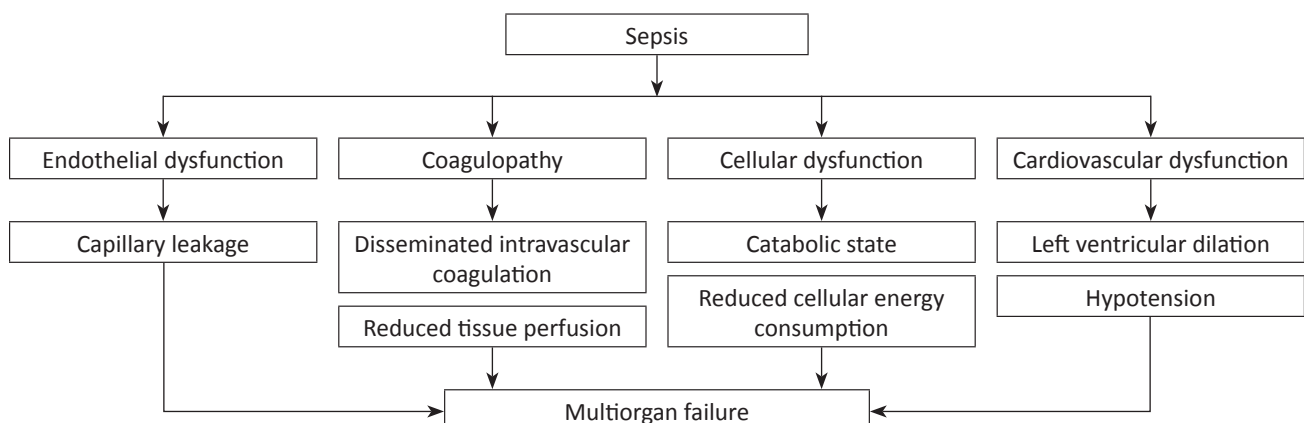 Sepsis
Endothelial dysfunction
Coagulopathy
Cellular dysfunction
Cardiovascular dysfunction
Capillary leakage
Disseminated intravascular
coagulation
Catabolic state
Left ventricular dilation
Reduced tissue perfusion
Reduced cellular energy
consumption
Hypotension
Multiorgan failure